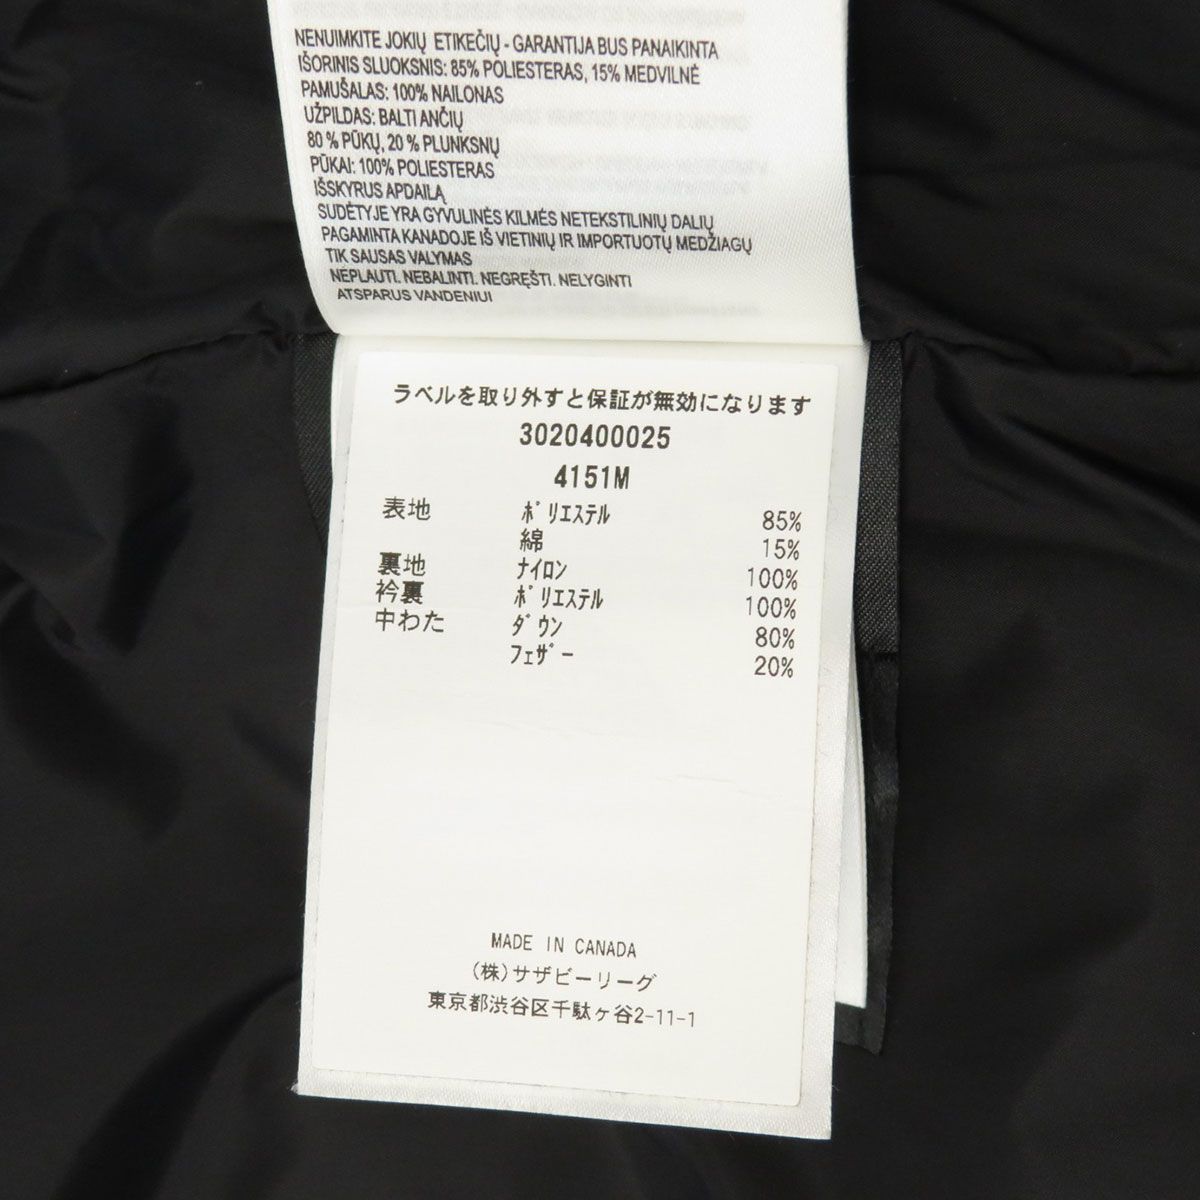 NENUIMKITE JOKIŲ ETIKEČIŲ - GARANTIJA BUS PANAIKINTA
IŠORINIS SLUOKSNIS: 85% POLIESTERAS, 15% MEDVILNĖ
PAMUŠALAS: 100% NAILONAS
UŽPILDAS: BALTI ANČIŲ
80 % PŪKŲ, 20 % PLUNKSNŲ
PŪKAI: 100% POLIESTERAS
IŠSKYRUS APDAILĄ
SUDĖTYJE YRA GYVULINĖS KILMĖS NETEKSTILINIŲ DALIŲ
PAGAMINTA KANADOJE IŠ VIETINIŲ IR IMPORTUOTŲ MEDŽIAGŲ
TIK SAUSAS VALYMAS
NEPLAUTI. NEBALINTI. NEGRĘŠTI. NELYGINTI
ATSPARUS VANDENIUI
ラベルを取り外すと保証が無効になります
3020400025
4151M
表地 ﾎﾟﾘｴｽﾃﾙ 85%
綿 15%
裏地 ﾅｲﾛﾝ 100%
衿裏 ﾎﾟﾘｴｽﾃﾙ 100%
中わた ﾀﾞｳﾝ 80%
ﾌｪｻﾞｰ 20%
MADE IN CANADA
(株)サザビーリーグ
東京都渋谷区千駄ヶ谷2-11-1